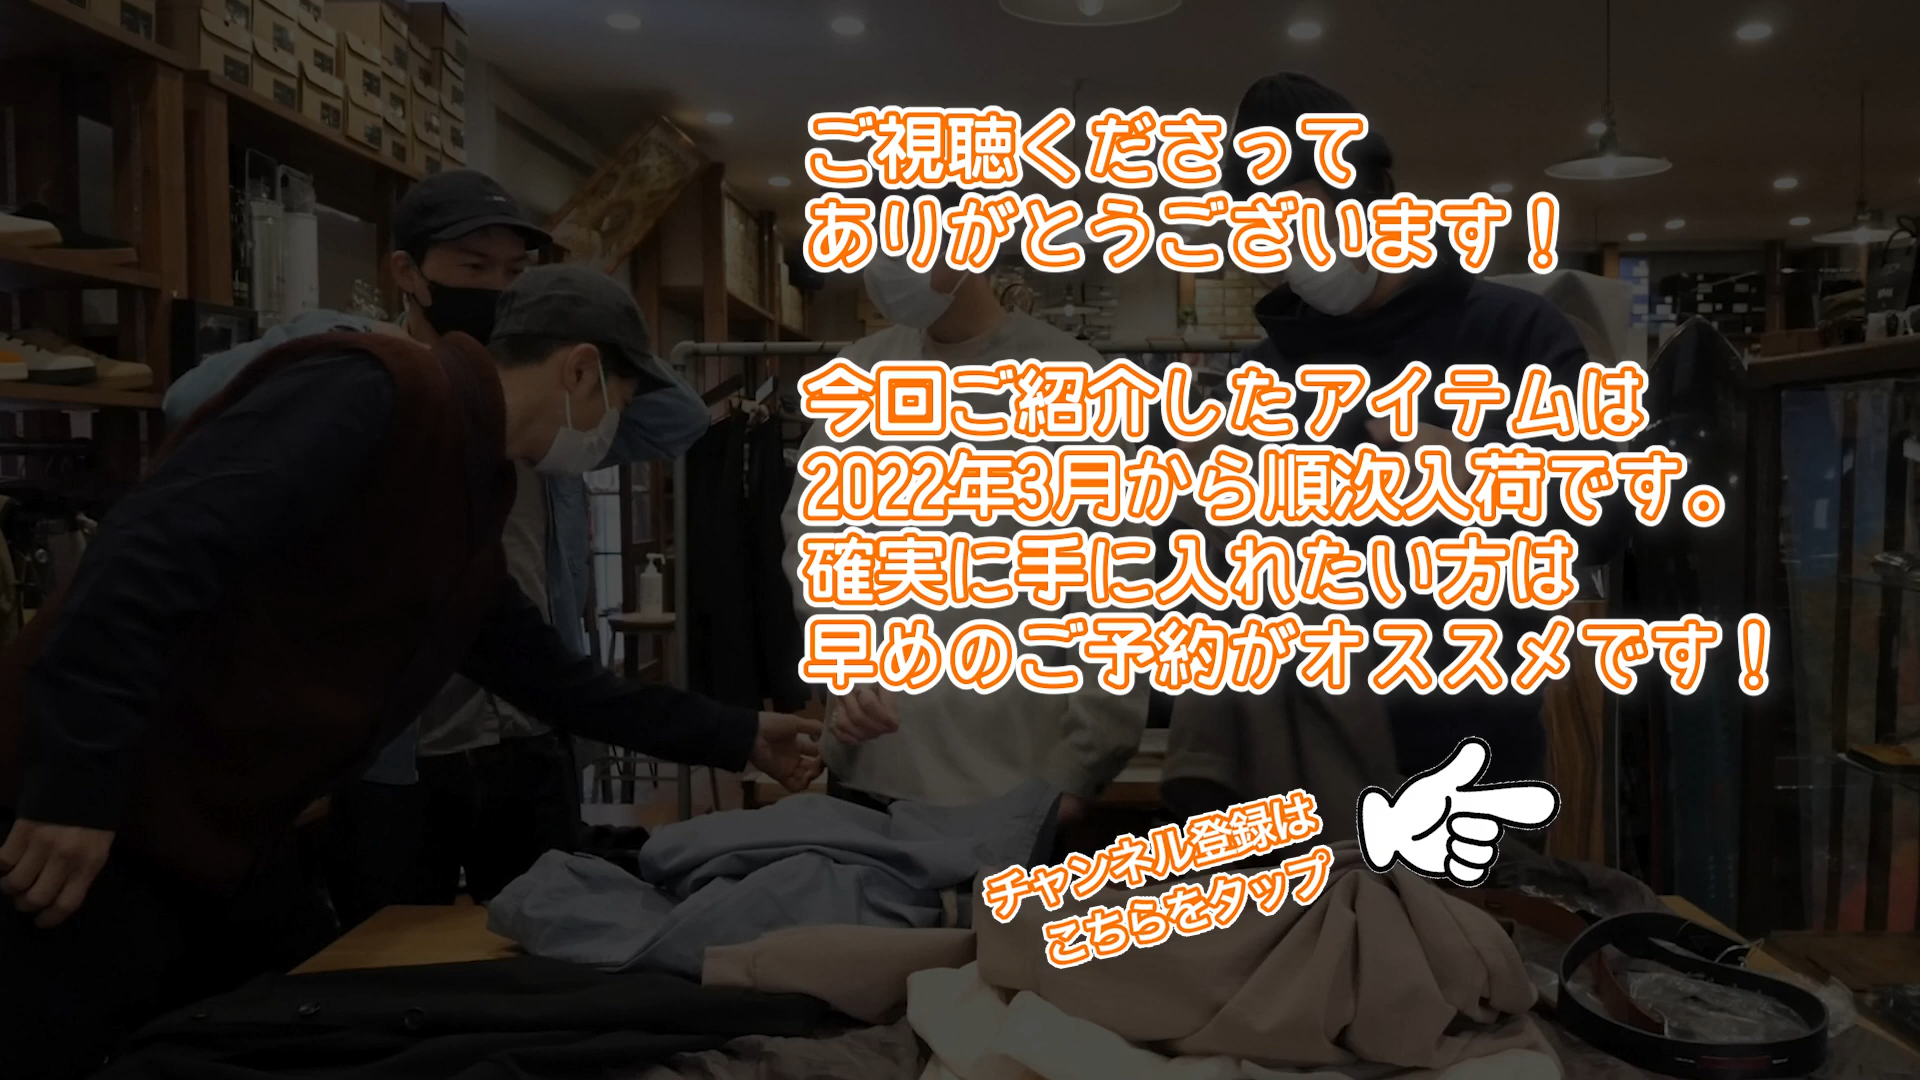 ご視聴くださって
ありがとうございます！
今回ご紹介したアイテムは
2022年3月から順次入荷です。
確実に手に入れたい方は
早めのご予約がオススメです！
チャンネル登録は
こちらをタップ